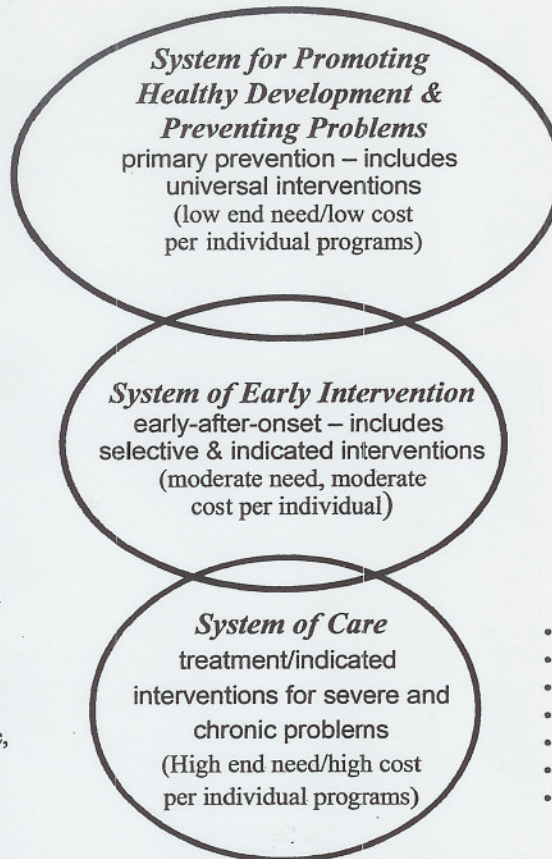 System for Promoting
Healthy Development &
Preventing Problems
primary prevention – includes
universal interventions
(low end need/low cost
per individual programs)
System of Early Intervention
early-after-onset – includes
selective & indicated interventions
(moderate need, moderate
cost per individual)
System of Care
treatment/indicated
interventions for severe and
chronic problems
(High end need/high cost
per individual programs)